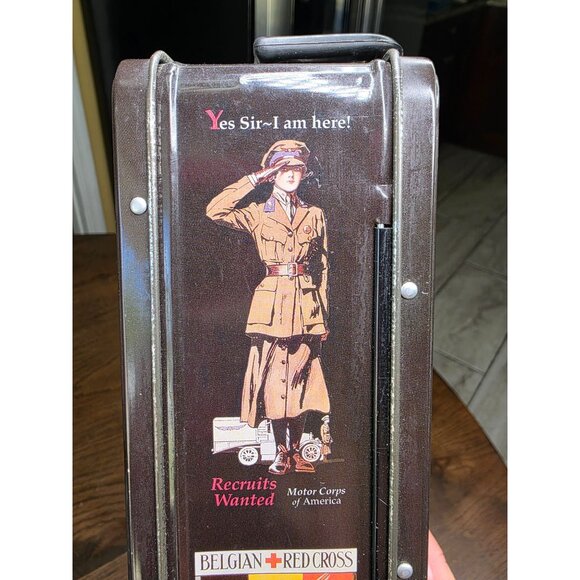 Yes Sir~I am here!
Recruits
Wanted
Motor Corps
of America
BELGIAN + RED CROSS